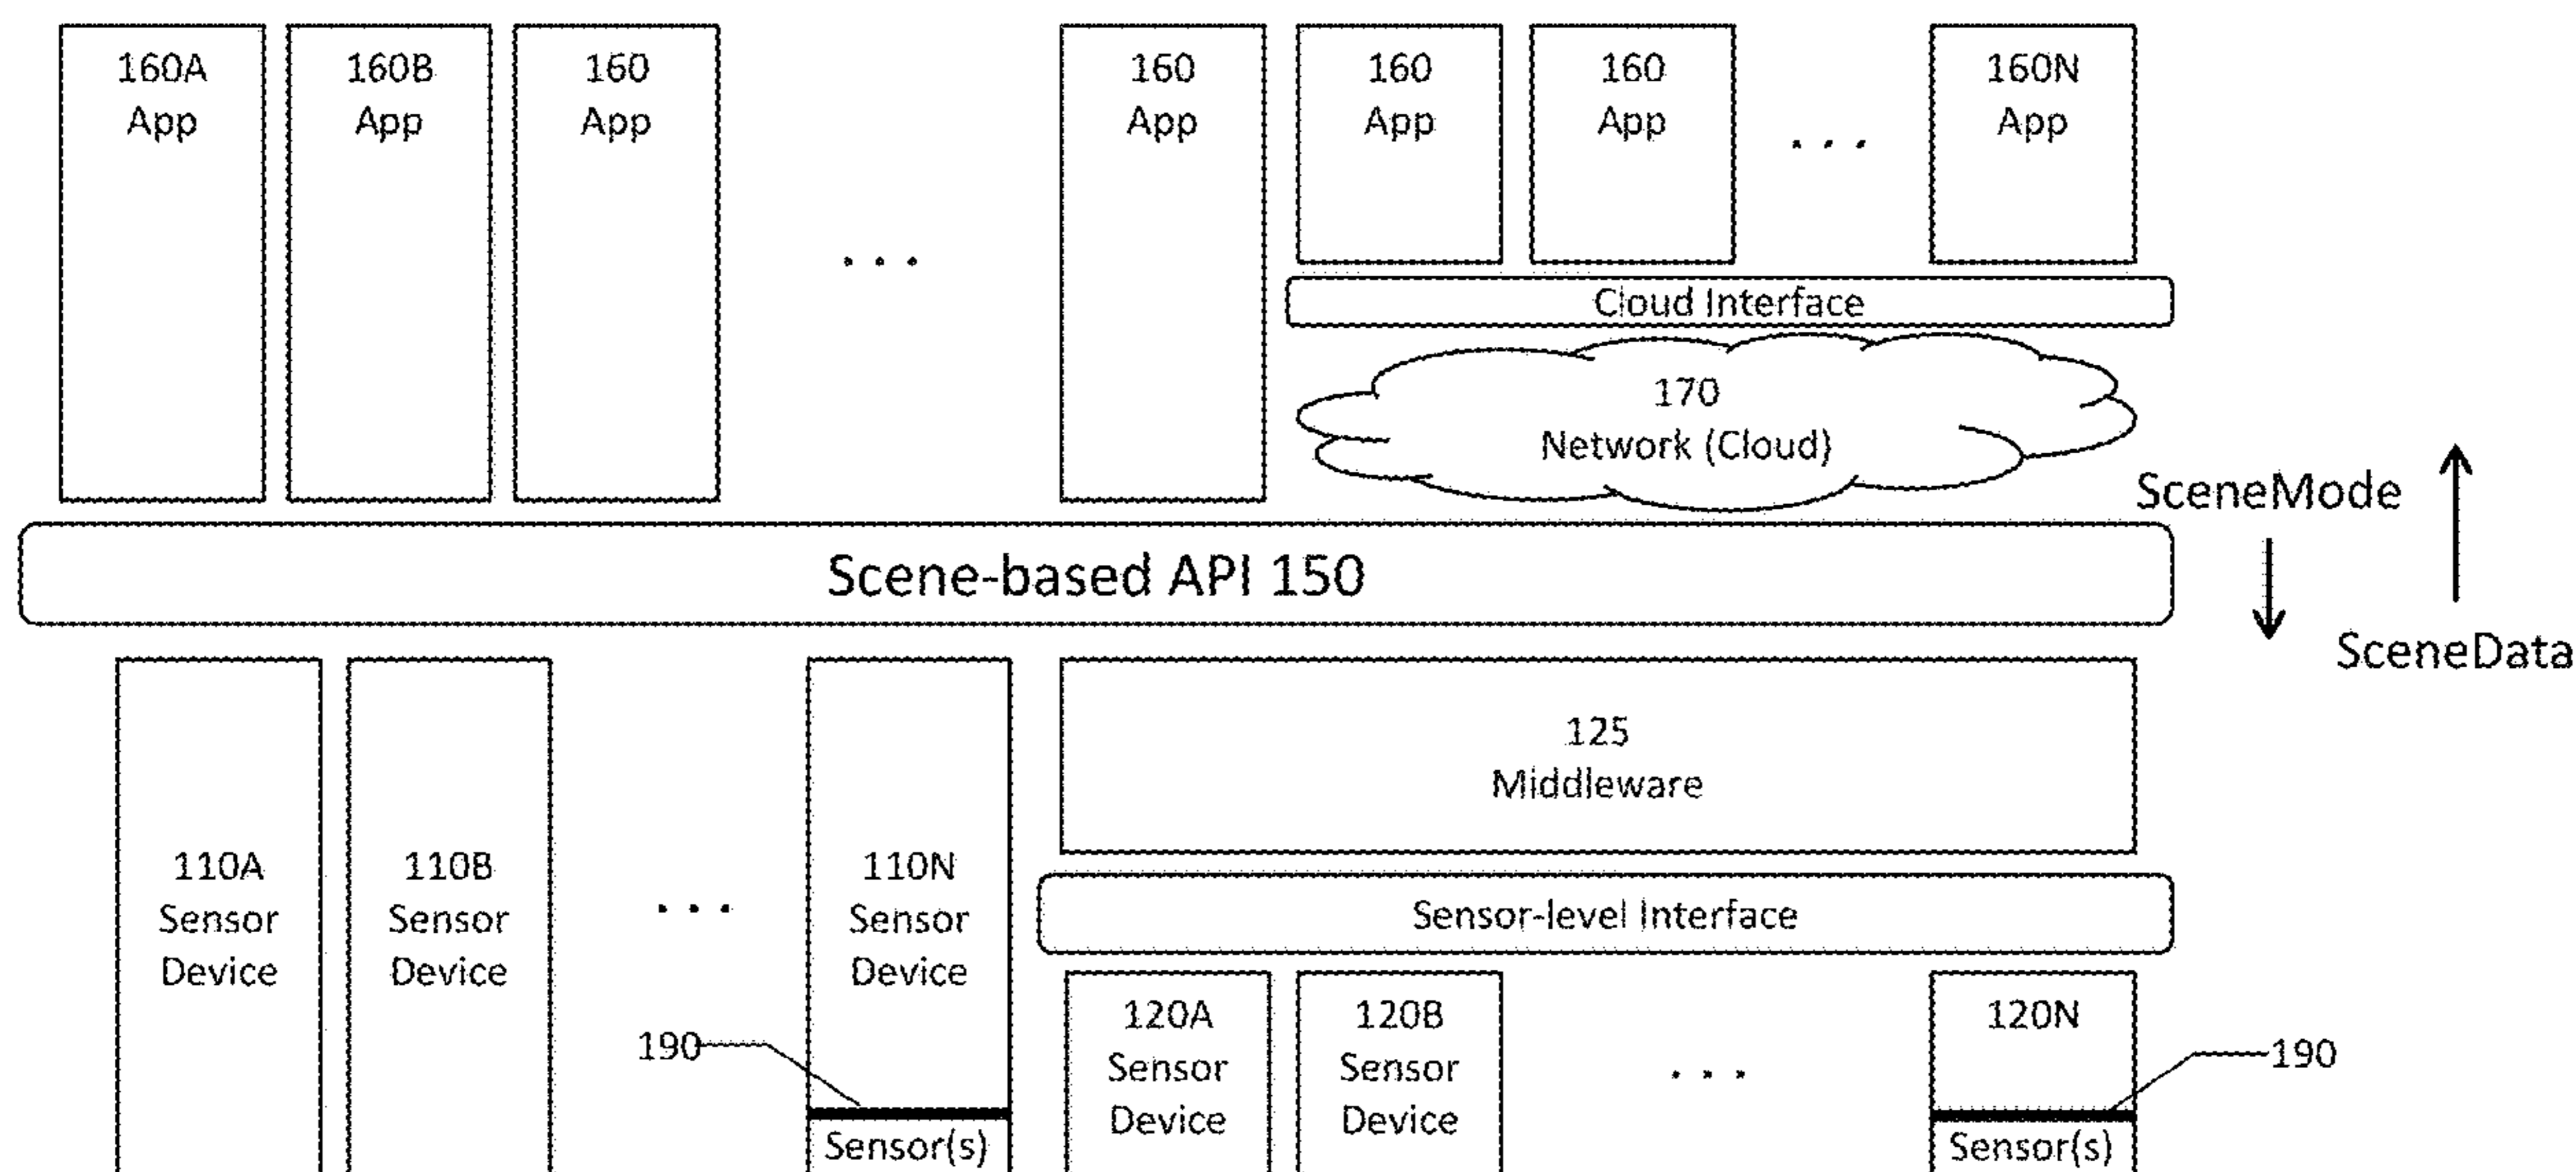 160A
App
160B
App
160
App
. . .
160
App
160
App
160
App
. . .
160N
App
Cloud Interface
170
Network (Cloud)
SceneMode
SceneData
Scene-based API 150
110A
Sensor
Device
110B
Sensor
Device
. . .
110N
Sensor
Device
190
Sensor(s)
125
Middleware
Sensor-level Interface
120A
Sensor
Device
120B
Sensor
Device
. . .
120N
190
Sensor(s)